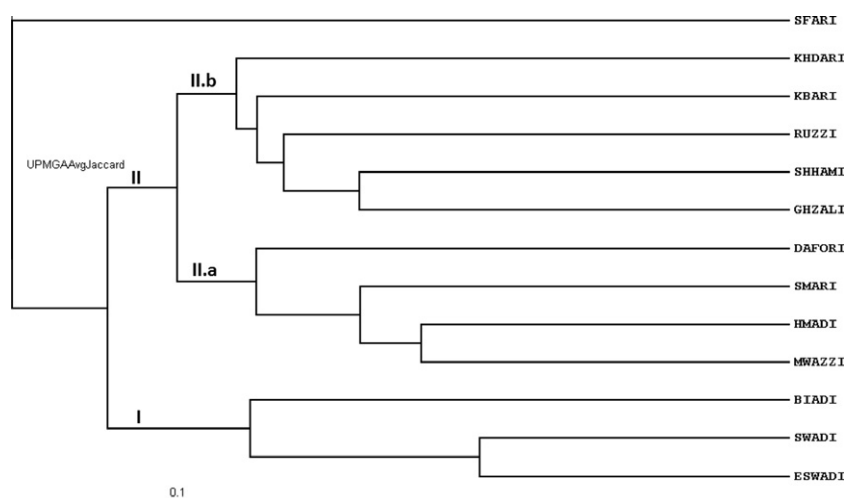 SFARI
KHDARI
II.b
KBARI
RUZZI
UPMGAAvgJaccard
II
SHHAMI
GHZALI
DAFORI
II.a
SMARI
HMADI
MWAZZI
BIADI
I
SWADI
ESWADI
0.1